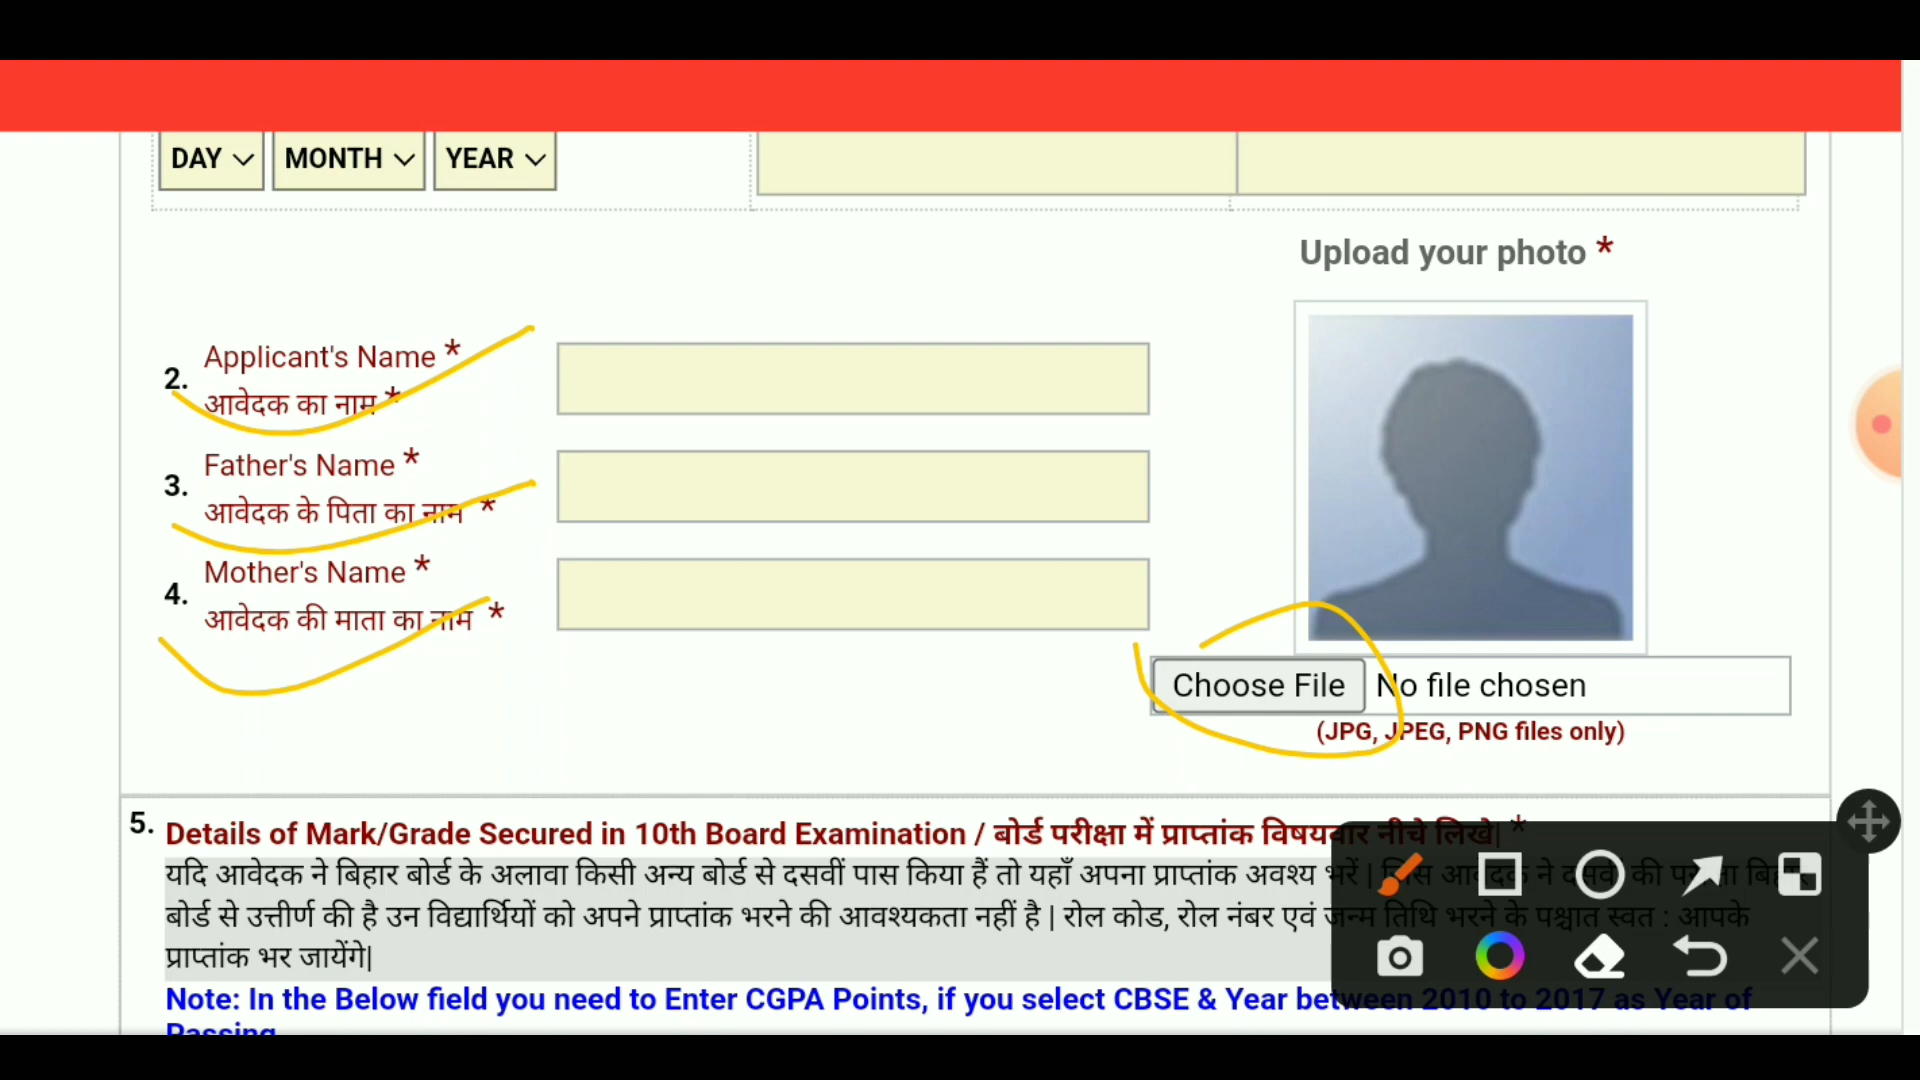 DAY MONTH YEAR
Upload your photo *
2. Applicant's Name *
आवेदक का नाम *
3. Father's Name *
आवेदक के पिता का नाम *
4. Mother's Name *
आवेदक की माता का नाम *
Choose File No file chosen
(JPG, JPEG, PNG files only)
5. Details of Mark/Grade Secured in 10th Board Examination / बोर्ड परीक्षा में प्राप्तांक विषयवार नीचे लिखे| *
यदि आवेदक ने बिहार बोर्ड के अलावा किसी अन्य बोर्ड से दसवीं पास किया हैं तो यहाँ अपना प्राप्तांक अवश्य भरें | जिस आवेदक ने दसवीं की
बोर्ड से उत्तीर्ण की है उन विद्यार्थियों को अपने प्राप्तांक भरने की आवश्यकता नहीं है | रोल कोड, रोल नंबर एवं जन्म तिथि भरने के पश्चात स्वत : आपके
प्राप्तांक भर जायेंगे|
Note: In the Below field you need to Enter CGPA Points, if you select CBSE & Year between 2010 to 2017 as Year of
Passing